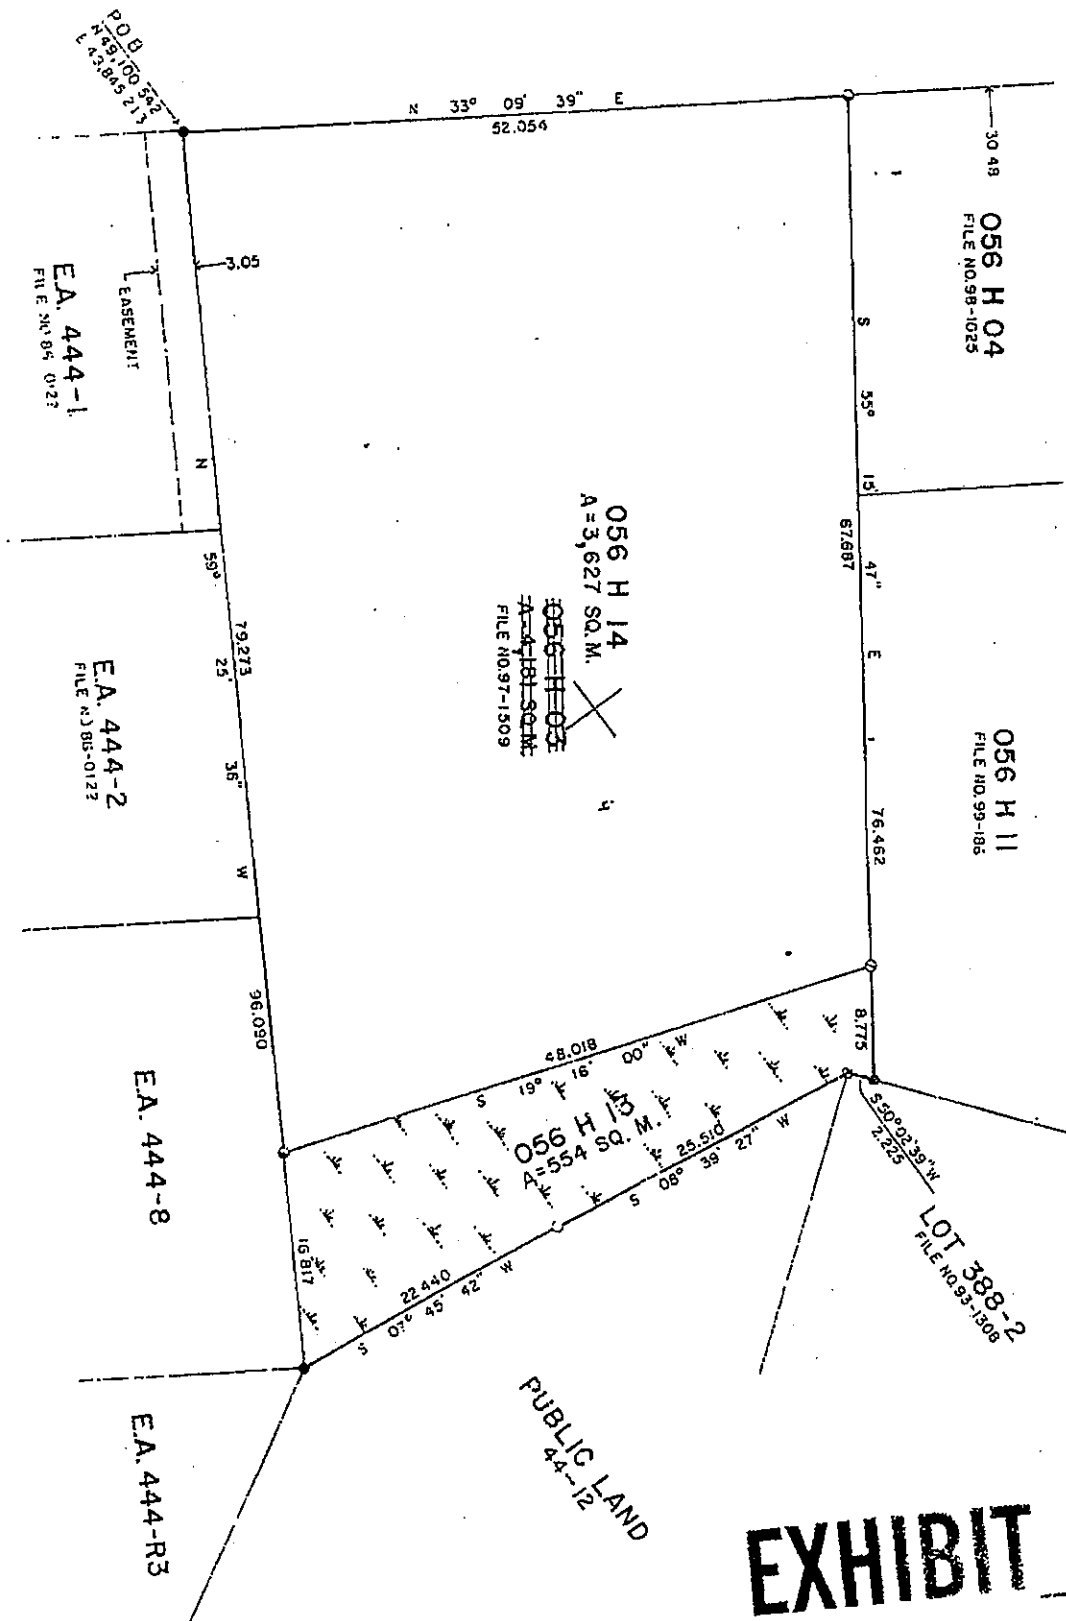 P O B
N 49,100 542
E 43,845 213
N 33° 09' 39" E
52.054
30 48
056 H 04
FILE NO.98-1025
3.05
EASEMENT
E.A. 444-1
S 55° 15' 47" E
67.687
76.462
056 H 11
FILE NO.99-186
056 H 14
A=3,627 SQ.M.
056 H 03
A=4,181 SQ M.
FILE NO.97-1509
N 59° 25' 36" W
79.273
96.090
E.A. 444-2
E.A. 444-8
8.775
S 19° 16' 00" W
48.018
056 H 15
A=554 SQ. M.
S 50° 02' 39" W
2.225
S 08° 39' 27" W
25.510
LOT 388-2
FILE NO.93-1308
16 817
S 07° 45' 42" W
22 440
PUBLIC LAND
44-12
E.A. 444-R3
EXHIBIT